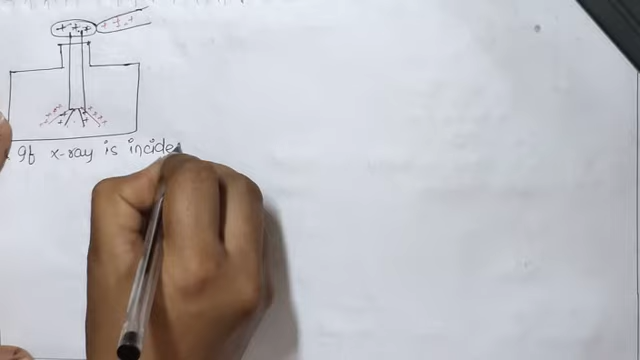 + + +
+ + +
If x-ray is incide